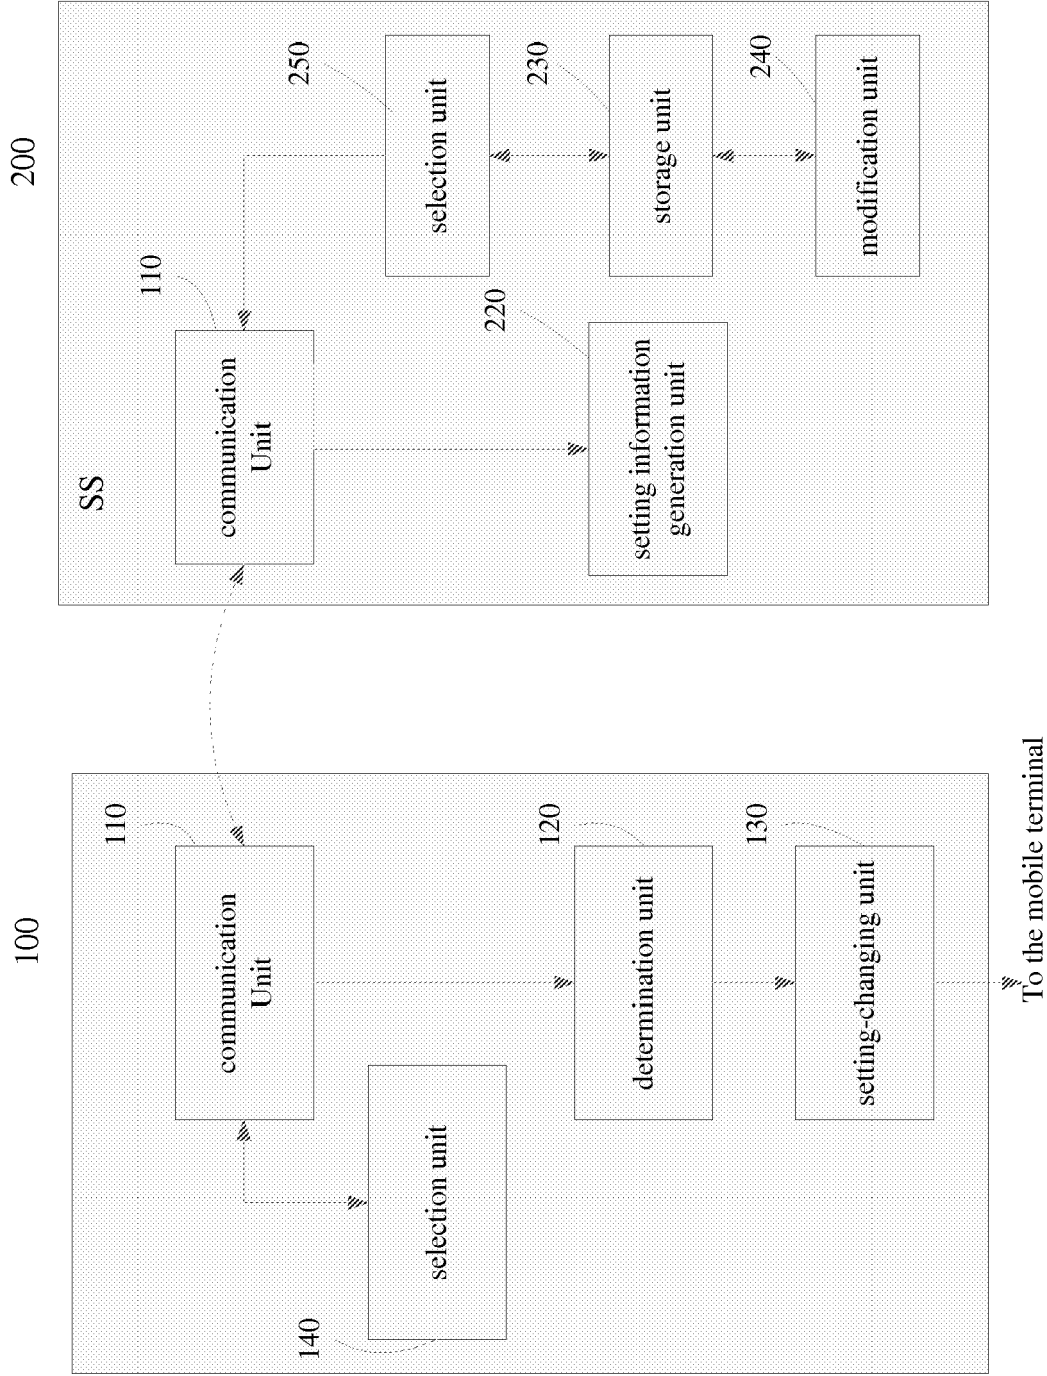 100
110
communication
Unit
140
selection unit
120
determination unit
130
setting-changing unit
To the mobile terminal
200
SS
110
communication
Unit
250
selection unit
220
setting information
generation unit
230
storage unit
240
modification unit